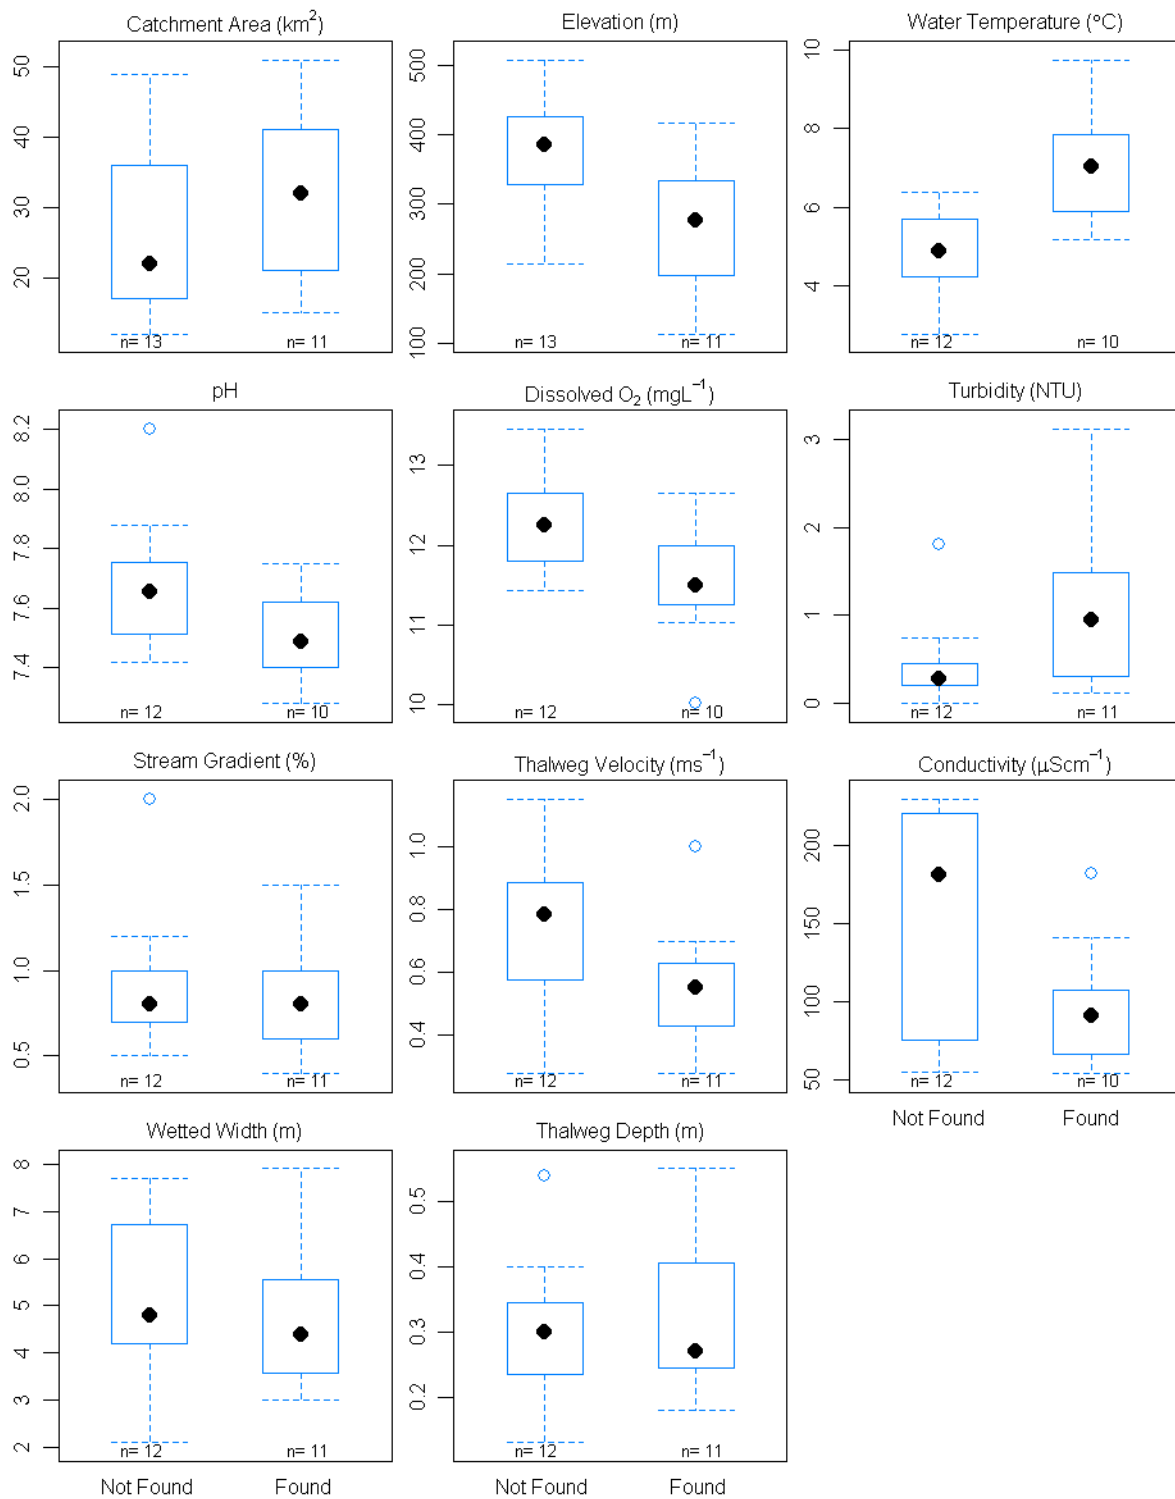 Catchment Area (km²)
50
40
30
20
n= 13
n= 11
Elevation (m)
500
400
300
200
100
n= 13
n= 11
Water Temperature (°C)
10
8
6
4
n= 12
n= 10
pH
8.2
8.0
7.8
7.6
7.4
n= 12
n= 10
Dissolved O₂ (mgL⁻¹)
13
12
11
10
n= 12
n= 10
Turbidity (NTU)
3
2
1
0
n= 12
n= 11
Stream Gradient (%)
2.0
1.5
1.0
0.5
n= 12
n= 11
Thalweg Velocity (ms⁻¹)
1.0
0.8
0.6
0.4
n= 12
n= 11
Conductivity (µScm⁻¹)
200
150
100
50
n= 12
n= 10
Not Found
Found
Wetted Width (m)
8
7
6
5
4
3
2
n= 12
n= 11
Not Found
Found
Thalweg Depth (m)
0.5
0.4
0.3
0.2
n= 12
n= 11
Not Found
Found